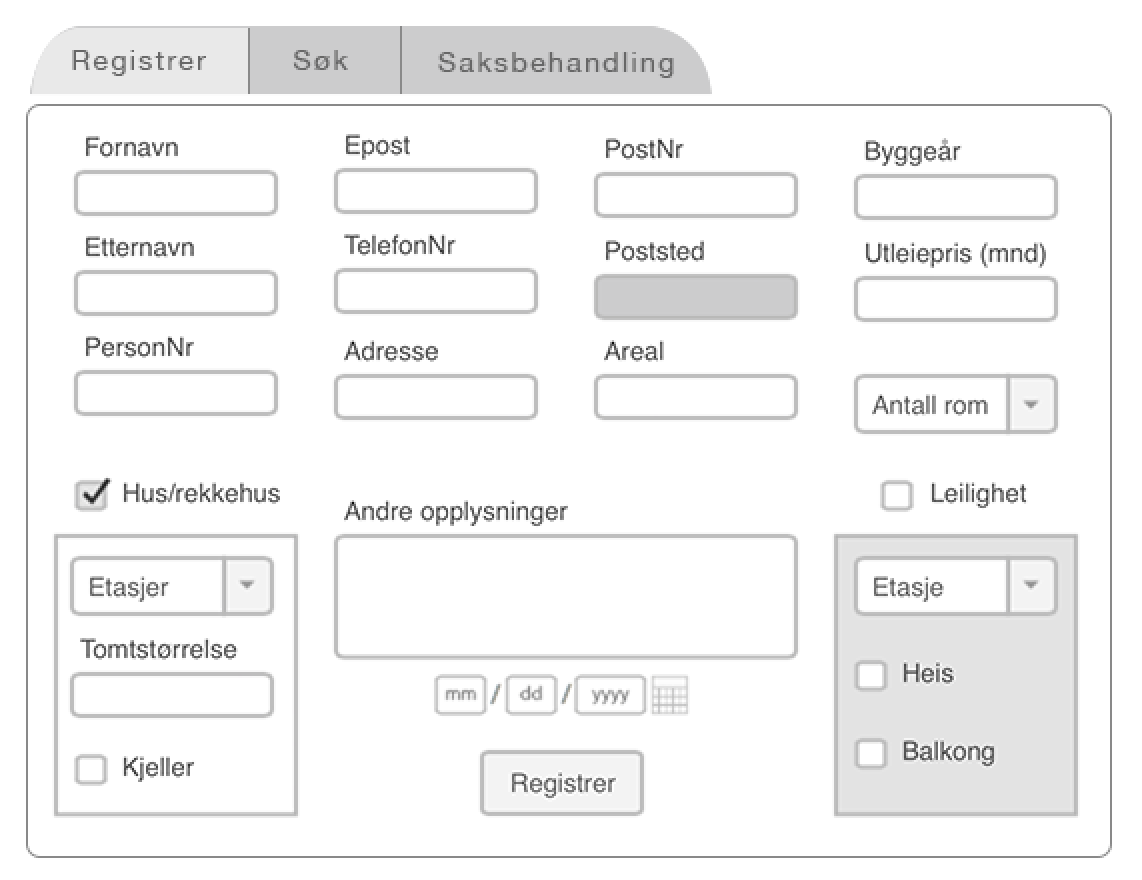 Registrer
Søk
Saksbehandling
Fornavn
Epost
PostNr
Byggeår
Etternavn
TelefonNr
Poststed
Utleiepris (mnd)
PersonNr
Adresse
Areal
Antall rom
Hus/rekkehus
Andre opplysninger
Leilighet
Etasjer
Etasje
Tomtstørrelse
Heis
mm / dd / yyyy
Kjeller
Balkong
Registrer